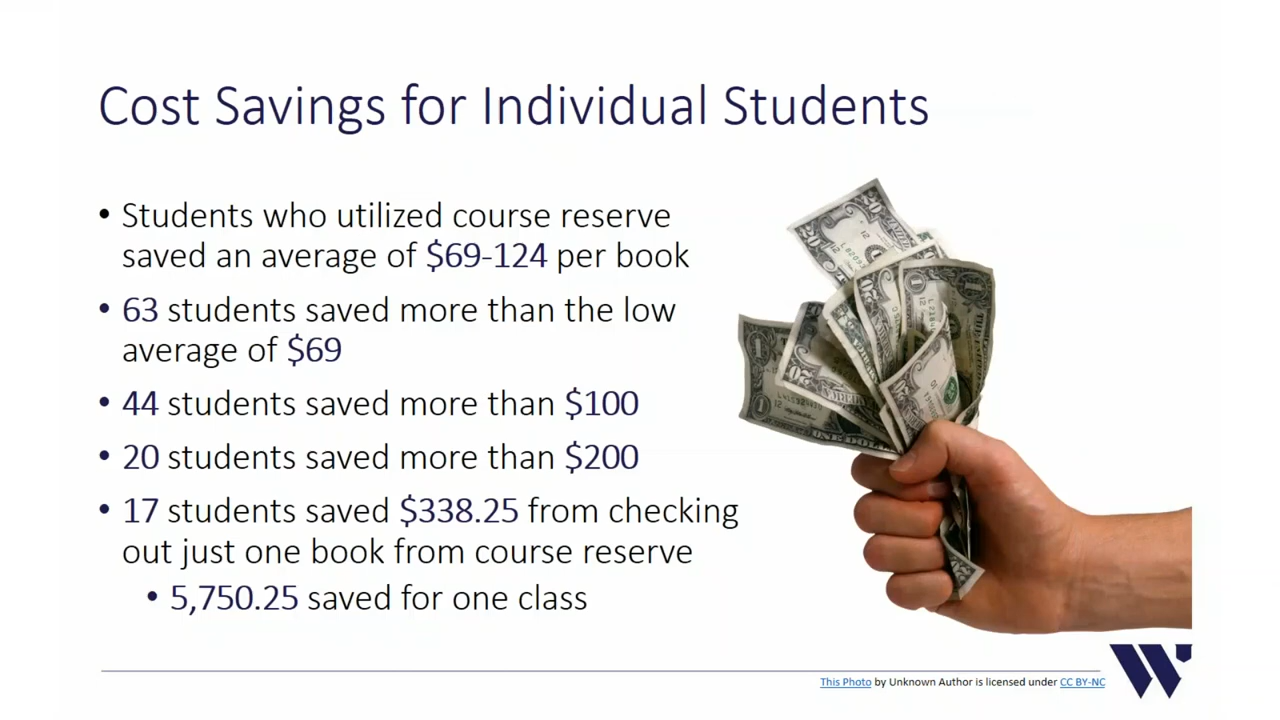 Cost Savings for Individual Students
• Students who utilized course reserve
saved an average of $69-124 per book
• 63 students saved more than the low
average of $69
• 44 students saved more than $100
• 20 students saved more than $200
• 17 students saved $338.25 from checking
out just one book from course reserve
• 5,750.25 saved for one class
This Photo by Unknown Author is licensed under CC BY-NC
W